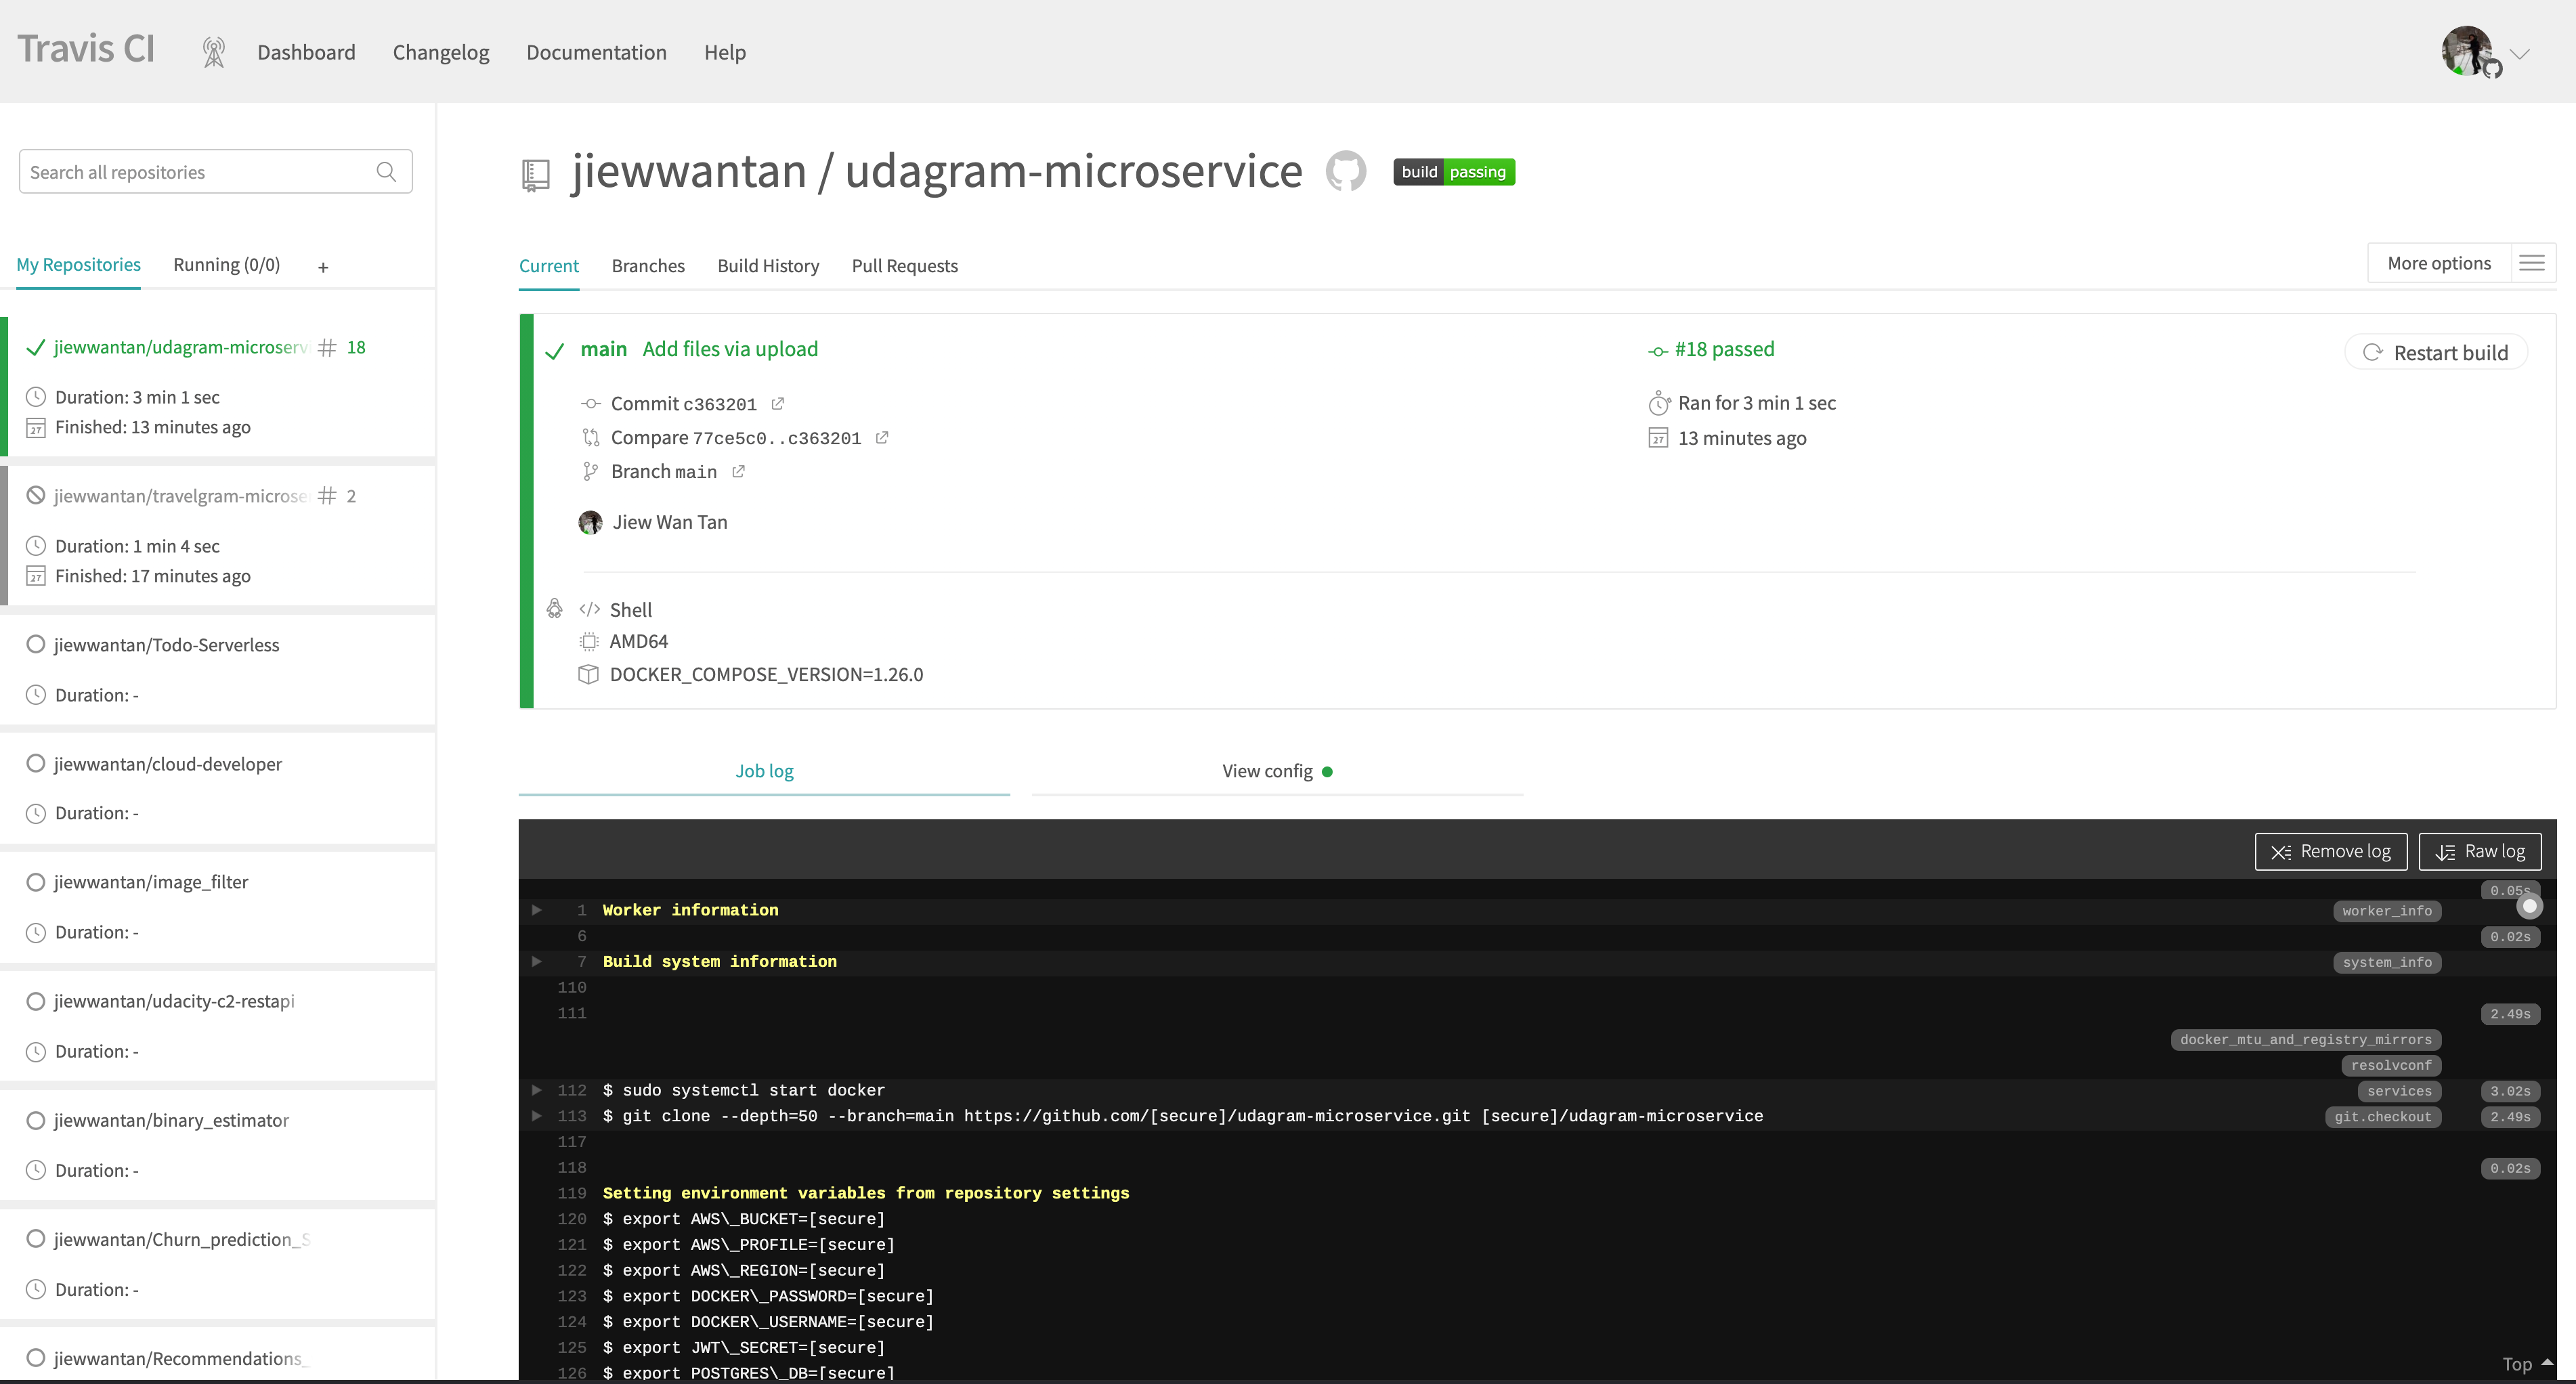 Travis CI
Dashboard Changelog Documentation Help
Search all repositories
My Repositories Running (0/0) +
jiewwantan/udagram-microserv # 18
Duration: 3 min 1 sec
27 Finished: 13 minutes ago
jiewwantan/travelgram-microse # 2
Duration: 1 min 4 sec
27 Finished: 17 minutes ago
jiewwantan/Todo-Serverless
Duration: -
jiewwantan/cloud-developer
Duration: -
jiewwantan/image_filter
Duration: -
jiewwantan/udacity-c2-restapi
Duration: -
jiewwantan/binary_estimator
Duration: -
jiewwantan/Churn_prediction_S
Duration: -
jiewwantan/Recommendations_
jiewwantan / udagram-microservice build passing
Current Branches Build History Pull Requests
More options
main Add files via upload
Commit c363201
Compare 77ce5c0..c363201
Branch main
Jiew Wan Tan
#18 passed
Ran for 3 min 1 sec
27 13 minutes ago
Restart build
</> Shell
AMD64
DOCKER_COMPOSE_VERSION=1.26.0
Job log View config
Remove log Raw log
0.05s
1 Worker information worker_info
6 0.02s
7 Build system information system_info
110
111 2.49s
docker_mtu_and_registry_mirrors
resolvconf
112 $ sudo systemctl start docker services 3.02s
113 $ git clone --depth=50 --branch=main https://github.com/[secure]/udagram-microservice.git [secure]/udagram-microservice git.checkout 2.49s
117
118 0.02s
119 Setting environment variables from repository settings
120 $ export AWS\_BUCKET=[secure]
121 $ export AWS\_PROFILE=[secure]
122 $ export AWS\_REGION=[secure]
123 $ export DOCKER\_PASSWORD=[secure]
124 $ export DOCKER\_USERNAME=[secure]
125 $ export JWT\_SECRET=[secure]
126 $ export POSTGRES\_DB=[secure]
Top